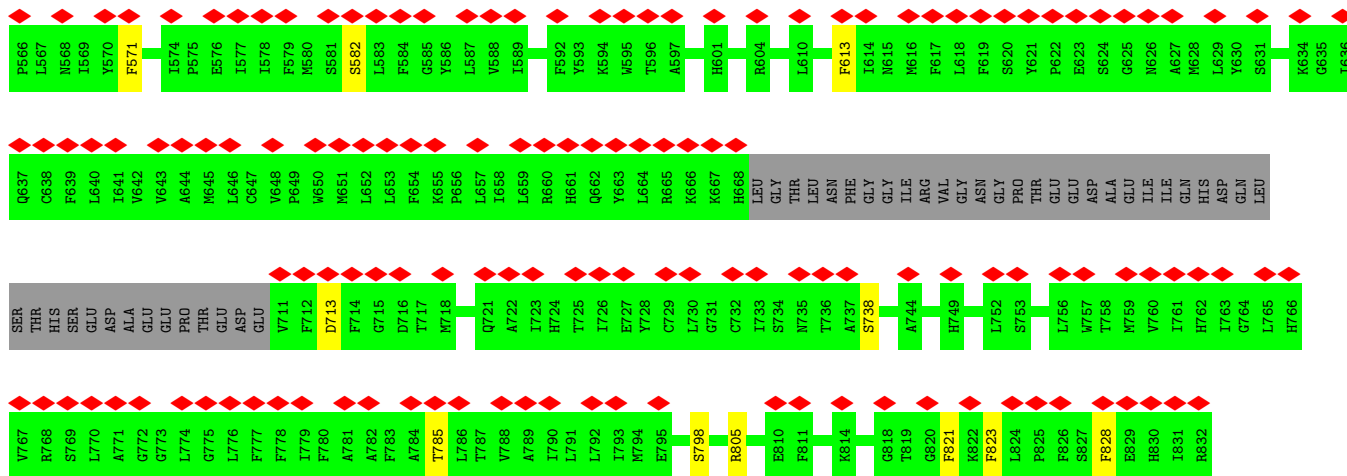 P566 L567 N568 I569 Y570 F571 I574 P575 E576 I577 I578 F579 M580 S581 S582 L583 F584 G585 Y586 L587 V588 I589 F592 Y593 K594 W595 T596 A597 H601 R604 L610 F613 I614 N615 M616 F617 L618 F619 S620 Y621 P622 E623 S624 G625 N626 A627 M628 L629 Y630 S631 K634 G635 I636
Q637 C638 F639 L640 I641 V642 V643 A644 M645 L646 C647 V648 P649 W650 M651 L652 L653 F654 K655 P656 L657 I658 L659 R660 H661 Q662 Y663 L664 R665 K666 K667 H668 LEU GLY THR LEU ASN PHE GLY GLY ILE ARG VAL GLY ASN GLY PRO THR GLU GLU ASP ALA GLU ILE ILE GLN HIS ASP GLN LEU
SER THR HIS SER GLU ASP ALA GLU GLU PRO THR GLU ASP GLU V711 F712 D713 F714 G715 D716 T717 M718 Q721 A722 I723 H724 T725 I726 E727 Y728 C729 L730 G731 C732 I733 S734 N735 T736 A737 S738 A744 H749 L752 S753 L756 W757 T758 M759 V760 I761 H762 I763 G764 L765 H766
V767 R768 S769 L770 A771 G772 G773 L774 G775 L776 F777 F778 I779 F780 A781 A782 F783 A784 T785 L786 T787 V788 A789 I790 L791 L792 I793 M794 E795 S798 R805 E810 F811 K814 G818 T819 G820 F821 K822 F823 L824 P825 F826 S827 F828 E829 H830 I831 R832